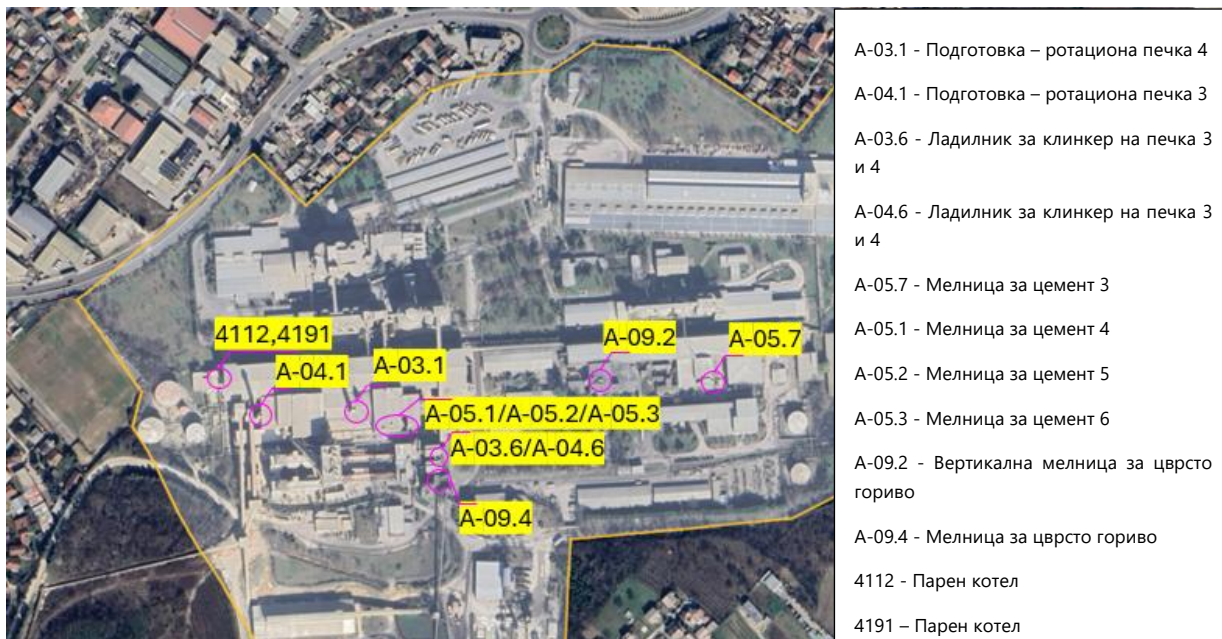 4112,4191
A-04.1
A-03.1
A-09.2
A-05.7
A-05.1/A-05.2/A-05.3
A-03.6/A-04.6
A-09.4
А-03.1 - Подготовка – ротациона печка 4
А-04.1 - Подготовка – ротациона печка 3
А-03.6 - Ладилник за клинкер на печка 3
и 4
А-04.6 - Ладилник за клинкер на печка 3
и 4
А-05.7 - Мелница за цемент 3
А-05.1 - Мелница за цемент 4
А-05.2 - Мелница за цемент 5
А-05.3 - Мелница за цемент 6
А-09.2 - Вертикална мелница за цврсто
гориво
А-09.4 - Мелница за цврсто гориво
4112 - Парен котел
4191 – Парен котел